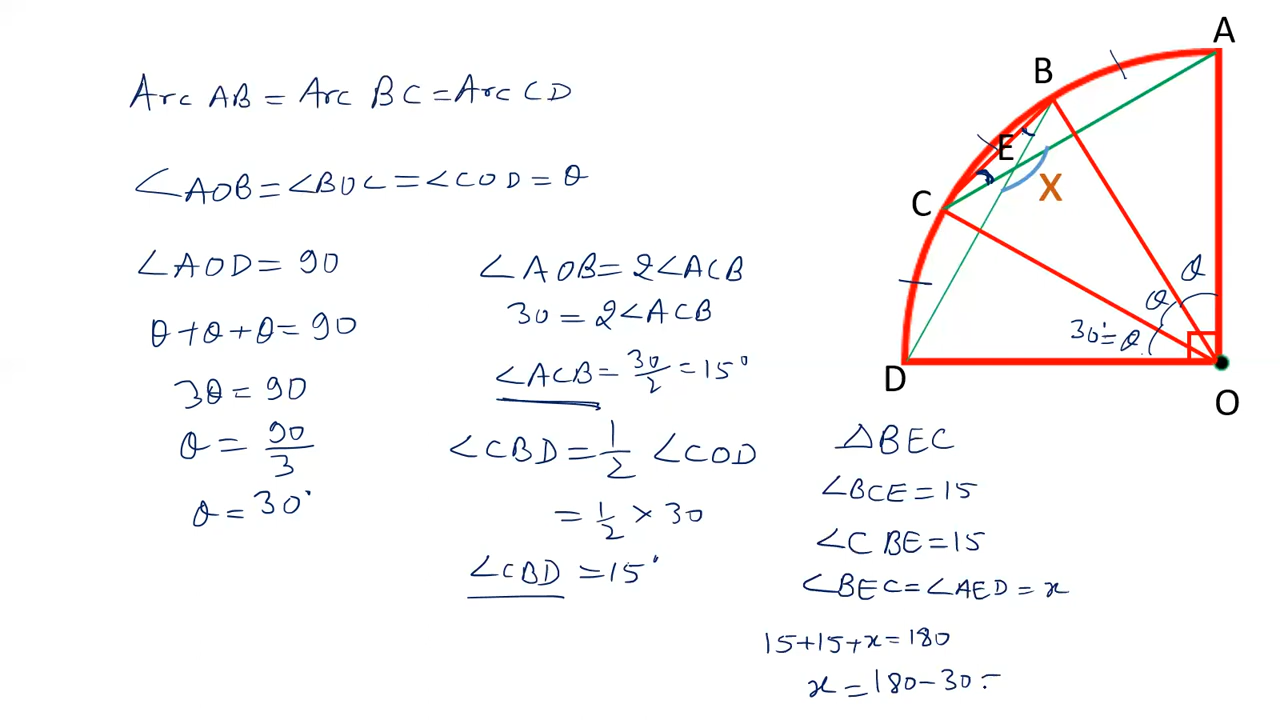 Arc AB = Arc BC = Arc CD
∠AOB = ∠BOC = ∠COD = θ
∠AOD = 90
θ + θ + θ = 90
3θ = 90
θ = 90/3
θ = 30°
∠AOB = 2∠ACB
30 = 2∠ACB
∠ACB = 30/2 = 15°
∠CBD = 1/2 ∠COD
= 1/2 × 30
∠CBD = 15°
A
B
E
X
C
θ
θ
30° = θ
D
O
△BEC
∠BCE = 15
∠CBE = 15
∠BEC = ∠AED = x
15 + 15 + x = 180
x = 180 - 30 =